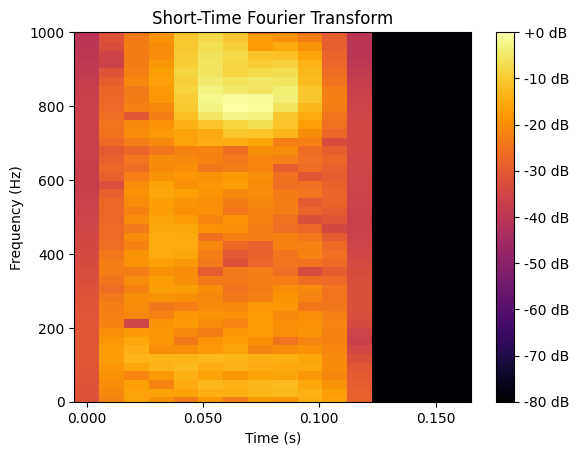 Short-Time Fourier Transform
1000
800
600
400
200
0
Frequency (Hz)
0.000
0.050
0.100
0.150
Time (s)
+0 dB
-10 dB
-20 dB
-30 dB
-40 dB
-50 dB
-60 dB
-70 dB
-80 dB